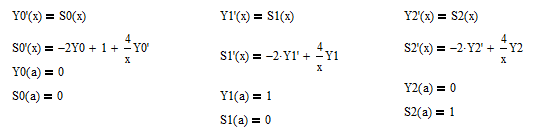 Y0'(x) = S0(x)
S0'(x) = -2Y0 + 1 + 4/x Y0'
Y0(a) = 0
S0(a) = 0
Y1'(x) = S1(x)
S1'(x) = -2·Y1' + 4/x Y1
Y1(a) = 1
S1(a) = 0
Y2'(x) = S2(x)
S2'(x) = -2·Y2' + 4/x Y2
Y2(a) = 0
S2(a) = 1